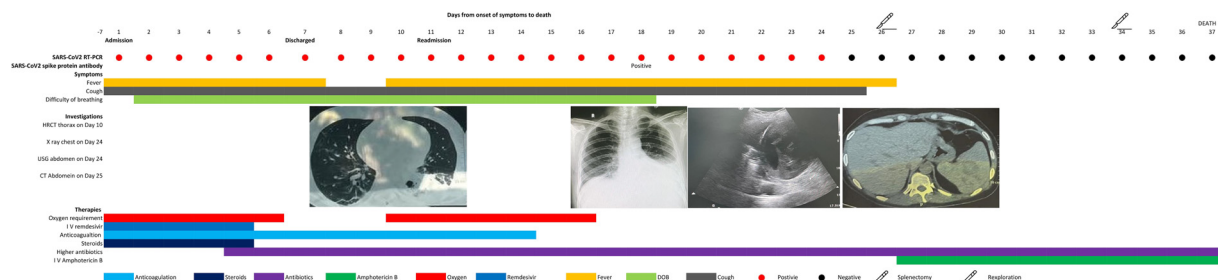 Days from onset of symptoms to death
-7 1 2 3 4 5 6 7 8 9 10 11 12 13 14 15 16 17 18 19 20 21 22 23 24 25 26 27 28 29 30 31 32 33 34 35 36 37
DEATH
Admission Discharged Readmission
SARS-CoV2 RT-PCR
SARS-CoV2 spike protein antibody Positive
Symptoms
Fever
Cough
Difficulty of breathing
Investigations
HRCT thorax on Day 10
X ray chest on Day 24
USG abdomen on Day 24
CT Abdomein on Day 25
Therapies
Oxygen requirement
I V remdesivir
Anticoagualtion
Steroids
Higher antibiotics
I V Amphotericin B
Anticoagulation Steroids Antibiotics Amphotericin B Oxygen Remdesivir Fever DOB Cough Postivie Negative Splenectomy Rexploration